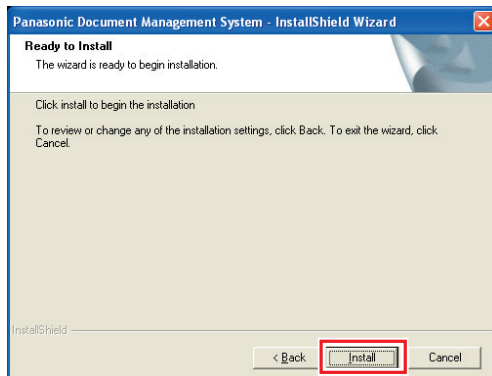 Panasonic Document Management System - InstallShield Wizard
Ready to Install
The wizard is ready to begin installation.
Click install to begin the installation
To review or change any of the installation settings, click Back. To exit the wizard, click
Cancel.
InstallShield
< Back Install Cancel